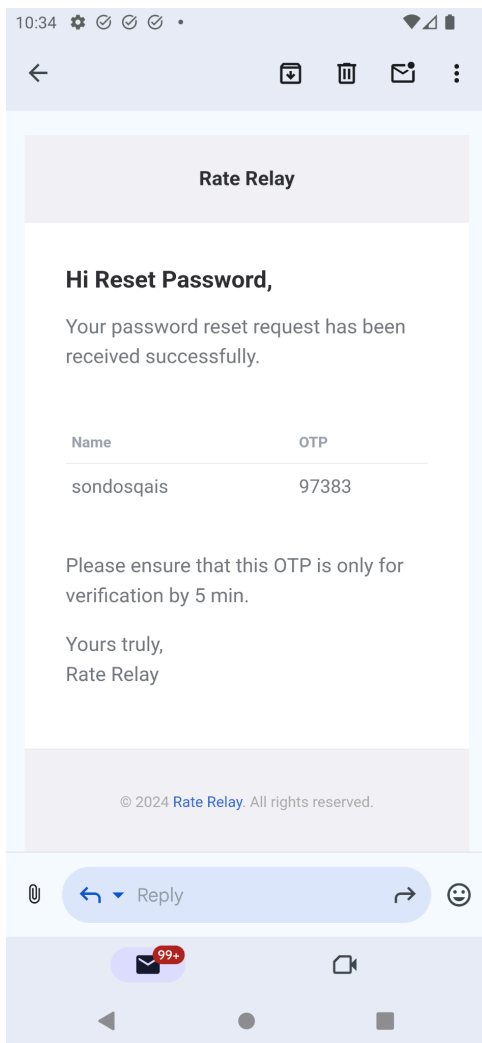 10:34
Rate Relay
Hi Reset Password,
Your password reset request has been
received successfully.
Name OTP
sondosqais 97383
Please ensure that this OTP is only for
verification by 5 min.
Yours truly,
Rate Relay
© 2024 Rate Relay. All rights reserved.
Reply
99+